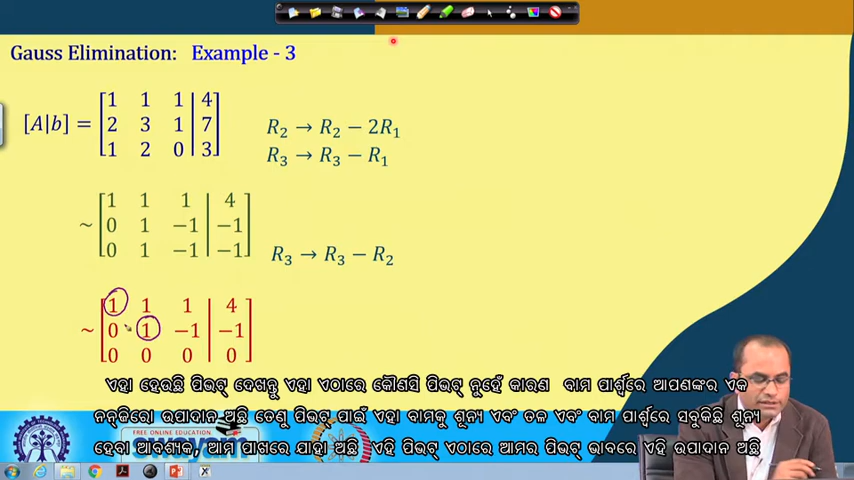 Gauss Elimination: Example - 3
[A|b] = [1 1 1 | 4
2 3 1 | 7
1 2 0 | 3]
R₂ → R₂ − 2R₁
R₃ → R₃ − R₁
~ [1 1 1 | 4
0 1 −1 | −1
0 1 −1 | −1]
R₃ → R₃ − R₂
~ [1 1 1 | 4
0 1 −1 | −1
0 0 0 | 0]
ଏହା ହେଉଛି ପିଭଟ୍ ଦେଖନ୍ତୁ ଏହା ଏଠାରେ କୌଣସି ପିଭଟ୍ ନୁହେଁ କାରଣ ବାମ ପାର୍ଶ୍ୱରେ ଆପଣଙ୍କର ଏକ
ନନ୍‌ଜିରୋ ଉପାଦାନ ଅଛି ତେଣୁ ପିଭଟ୍ ପାଇଁ ଏହା ବାମକୁ ଶୂନ୍ୟ ଏବଂ ତଳ ଏବଂ ବାମ ପାର୍ଶ୍ୱରେ ସବୁକିଛି ଶୂନ୍ୟ
ହେବା ଆବଶ୍ୟକ, ଆମ ପାଖରେ ଯାହା ଅଛି ଏହି ପିଭଟ୍ ଏଠାରେ ଆମର ପିଭଟ୍ ଭାବରେ ଏହି ଉପାଦାନ ଅଛି
FREE ONLINE EDUCATION
swayam